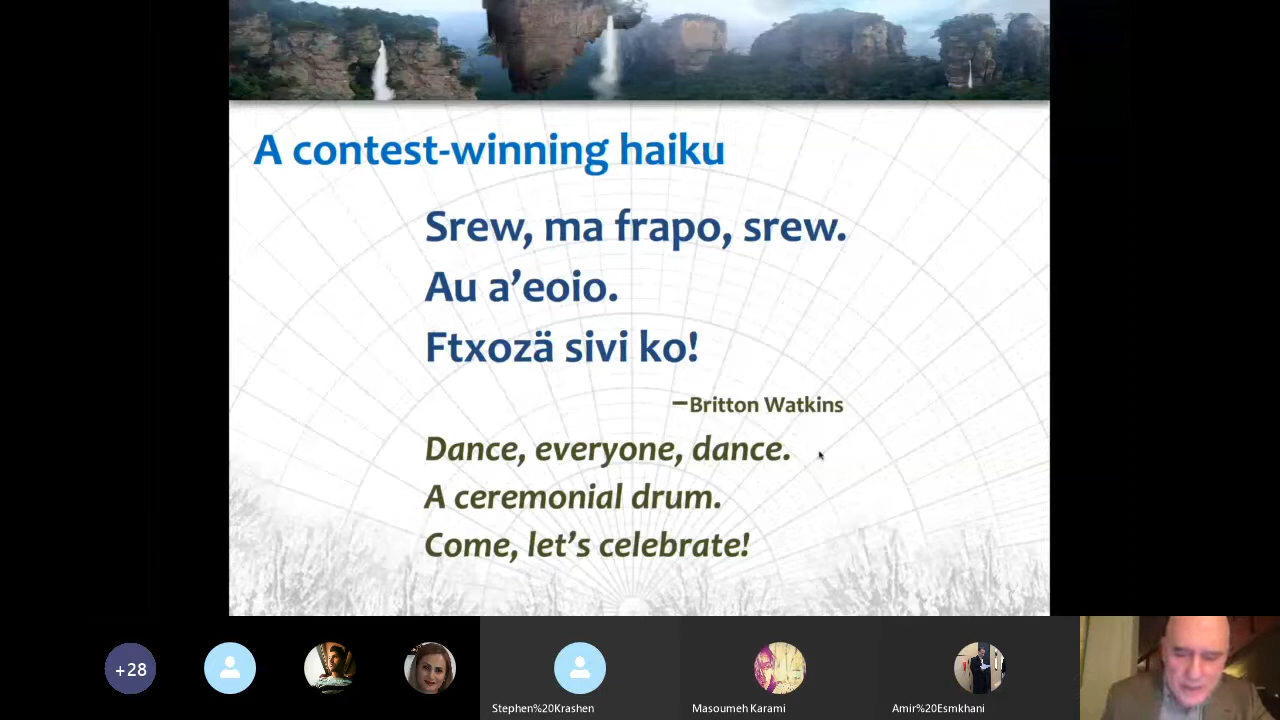 A contest-winning haiku
Srew, ma frapo, srew.
Au a’eoio.
Ftxozä sivi ko!
—Britton Watkins
Dance, everyone, dance.
A ceremonial drum.
Come, let’s celebrate!
+28
Stephen%20Krashen
Masoumeh Karami
Amir%20Esmkhani